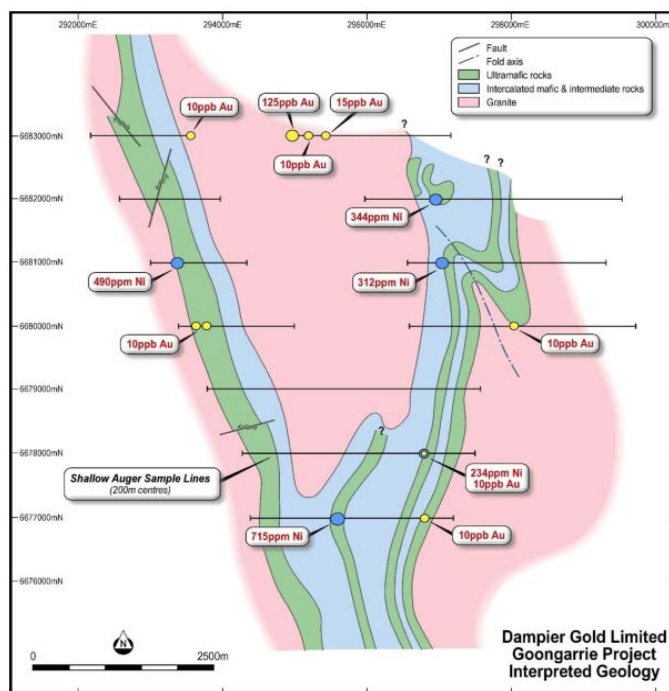 292000mE
294000mE
296000mE
298000mE
300000mE
Fault
Fold axis
Ultramafic rocks
Intercalated mafic & intermediate rocks
Granite
10ppb Au
125ppb Au
15ppb Au
?
6683000mN
10ppb Au
? ?
6682000mN
344ppm Ni
6681000mN
490ppm Ni
312ppm Ni
6680000mN
10ppb Au
10ppb Au
6679000mN
?
6678000mN
Shallow Auger Sample Lines
(200m centres)
234ppm Ni
10ppb Au
6677000mN
715ppm Ni
10ppb Au
6676000mN
N
0
2500m
Dampier Gold Limited
Goongarrie Project
Interpreted Geology